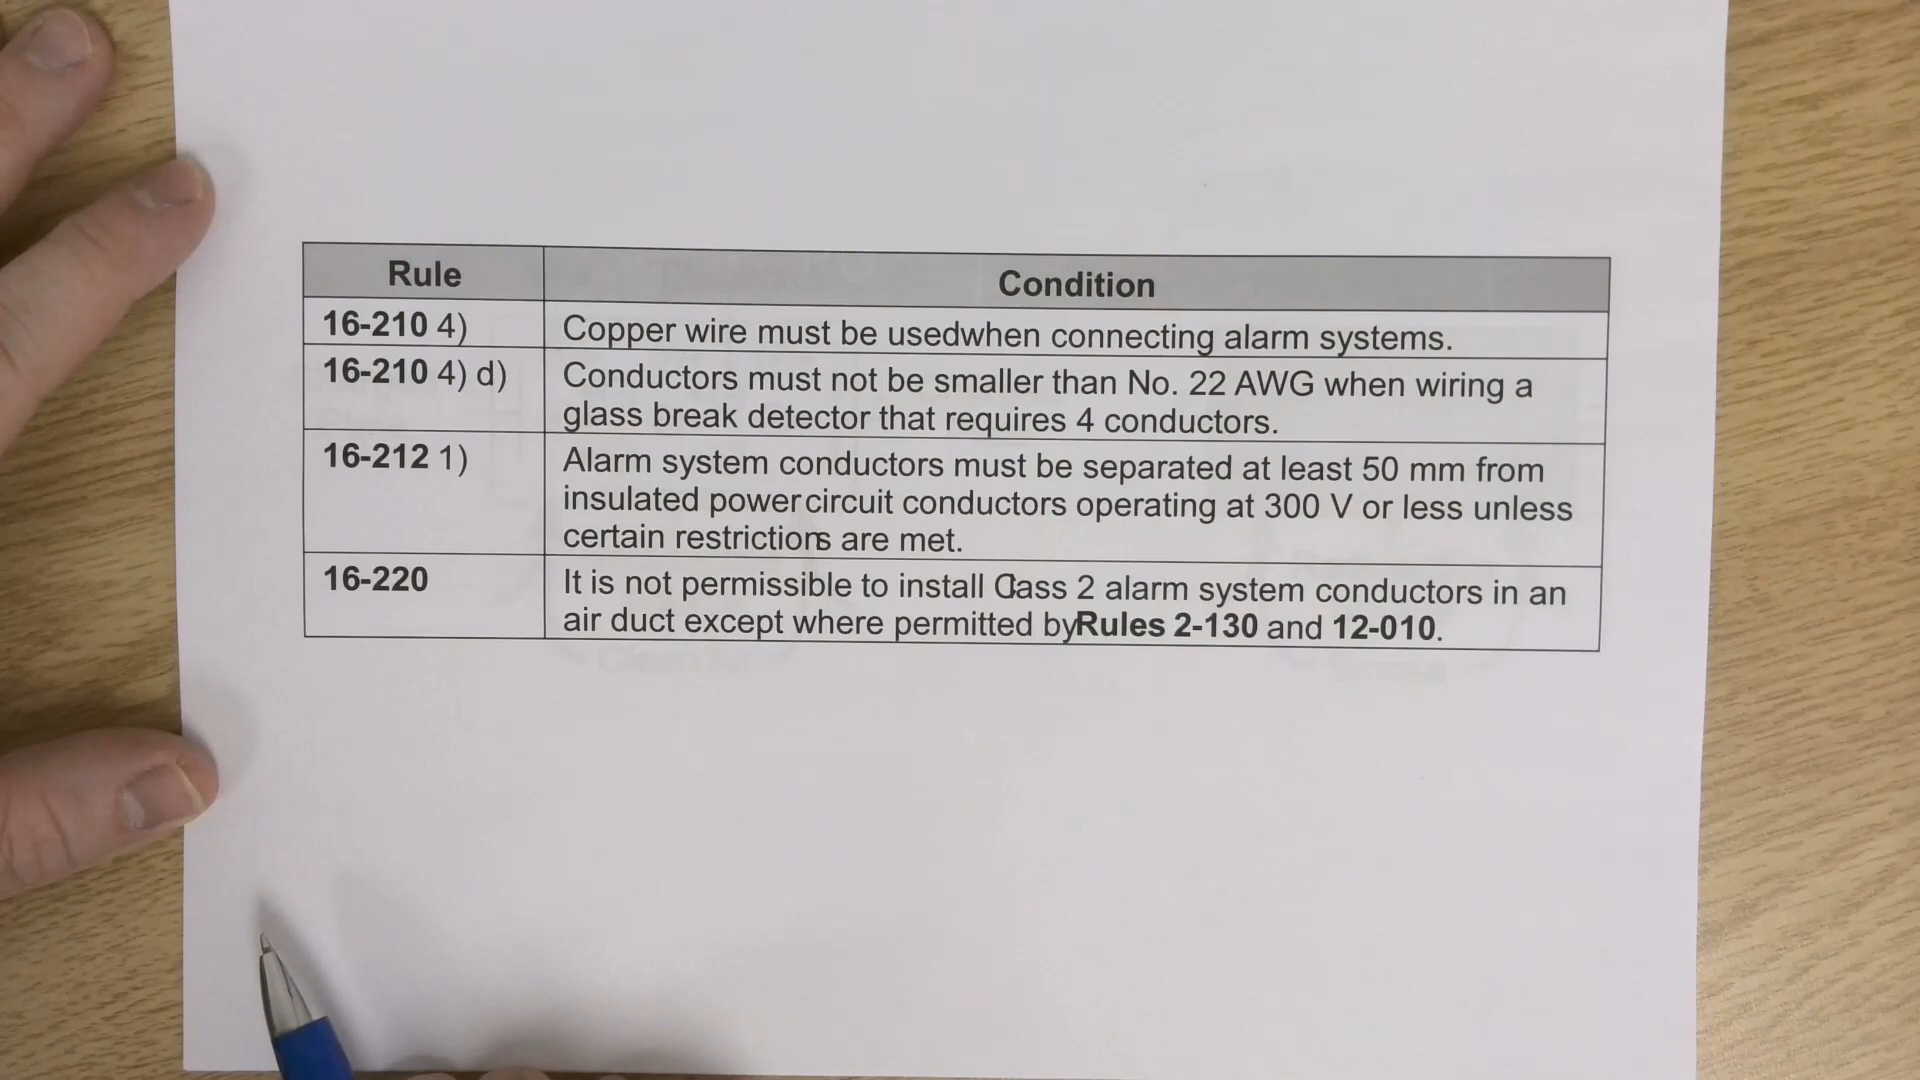 Rule Condition
16-210 4) Copper wire must be usedwhen connecting alarm systems.
16-210 4) d) Conductors must not be smaller than No. 22 AWG when wiring a
glass break detector that requires 4 conductors.
16-212 1) Alarm system conductors must be separated at least 50 mm from
insulated power circuit conductors operating at 300 V or less unless
certain restrictions are met.
16-220 It is not permissible to install Class 2 alarm system conductors in an
air duct except where permitted by Rules 2-130 and 12-010.